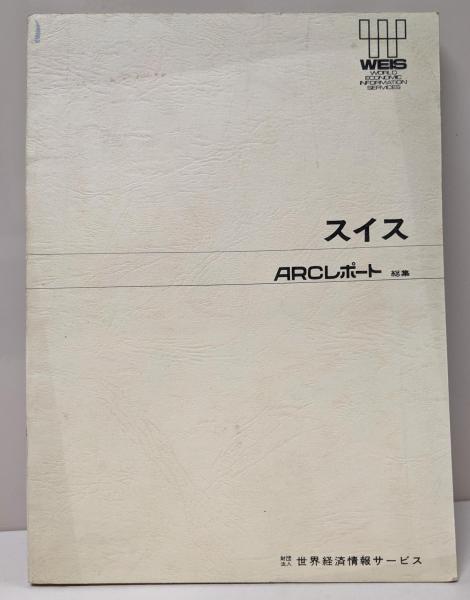 WEIS
WORLD
ECONOMIC
INFORMATION
SERVICES
スイス
ARCレポート 総集
財団法人 世界経済情報サービス